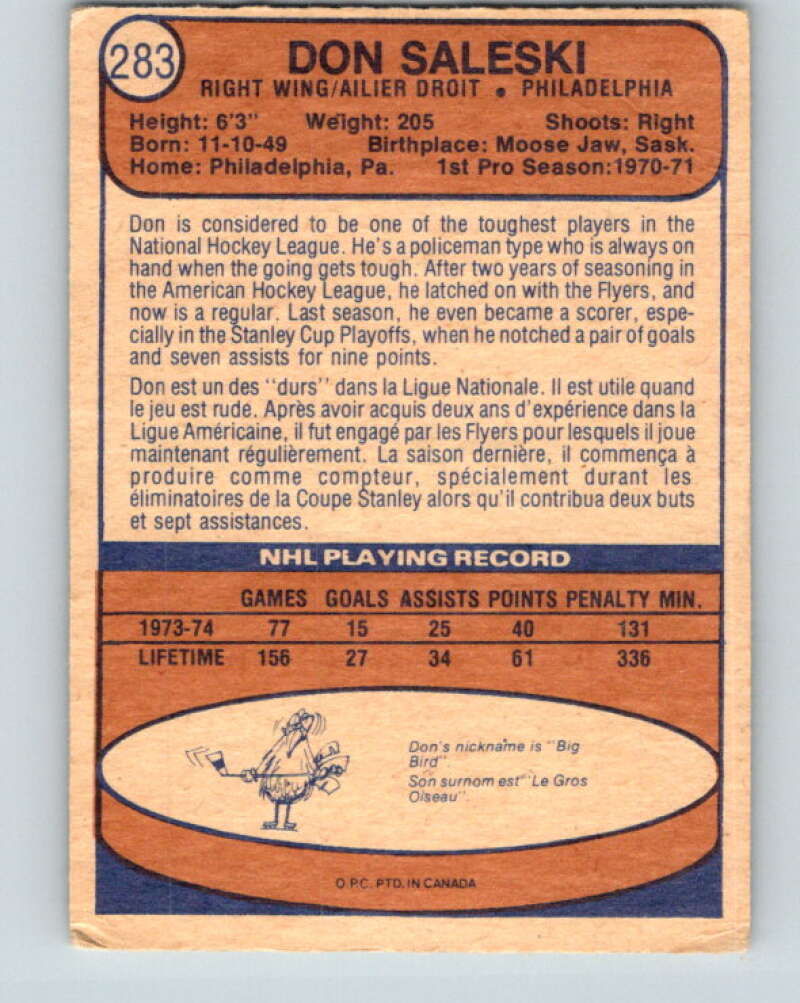 283
DON SALESKI
RIGHT WING/AILIER DROIT • PHILADELPHIA
Height: 6'3" Weight: 205 Shoots: Right
Born: 11-10-49 Birthplace: Moose Jaw, Sask.
Home: Philadelphia, Pa. 1st Pro Season:1970-71
Don is considered to be one of the toughest players in the
National Hockey League. He's a policeman type who is always on
hand when the going gets tough. After two years of seasoning in
the American Hockey League, he latched on with the Flyers, and
now is a regular. Last season, he even became a scorer, espe-
cially in the Stanley Cup Playoffs, when he notched a pair of goals
and seven assists for nine points.
Don est un des "durs" dans la Ligue Nationale. Il est utile quand
le jeu est rude. Après avoir acquis deux ans d'expérience dans la
Ligue Américaine, il fut engagé par les Flyers pour lesquels il joue
maintenant régulièrement. La saison dernière, il commença à
produire comme compteur, spécialement durant les
éliminatoires de la Coupe Stanley alors qu'il contribua deux buts
et sept assistances.
NHL PLAYING RECORD
GAMES GOALS ASSISTS POINTS PENALTY MIN.
1973-74 77 15 25 40 131
LIFETIME 156 27 34 61 336
Don's nickname is "Big
Bird".
Son surnom est "Le Gros
Oiseau".
O.P.C. PTD. IN CANADA